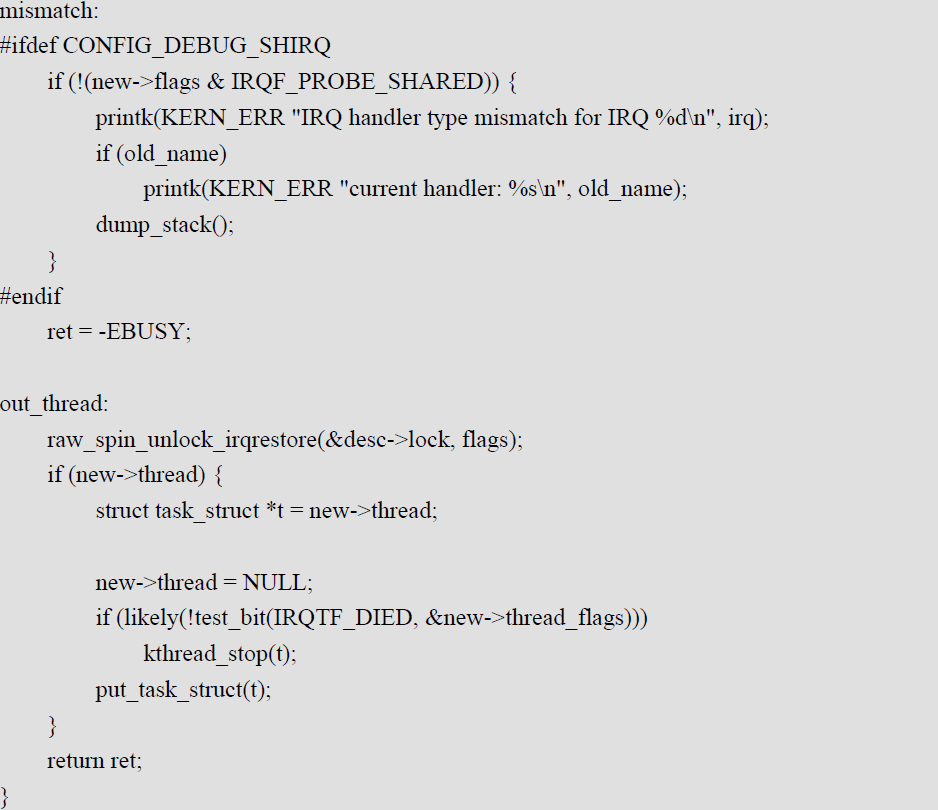 mismatch:
#ifdef CONFIG_DEBUG_SHIRQ
if (!(new->flags & IRQF_PROBE_SHARED)) {
printk(KERN_ERR "IRQ handler type mismatch for IRQ %d\n", irq);
if (old_name)
printk(KERN_ERR "current handler: %s\n", old_name);
dump_stack();
}
#endif
ret = -EBUSY;
out_thread:
raw_spin_unlock_irqrestore(&desc->lock, flags);
if (new->thread) {
struct task_struct *t = new->thread;
new->thread = NULL;
if (likely(!test_bit(IRQTF_DIED, &new->thread_flags)))
kthread_stop(t);
put_task_struct(t);
}
return ret;
}